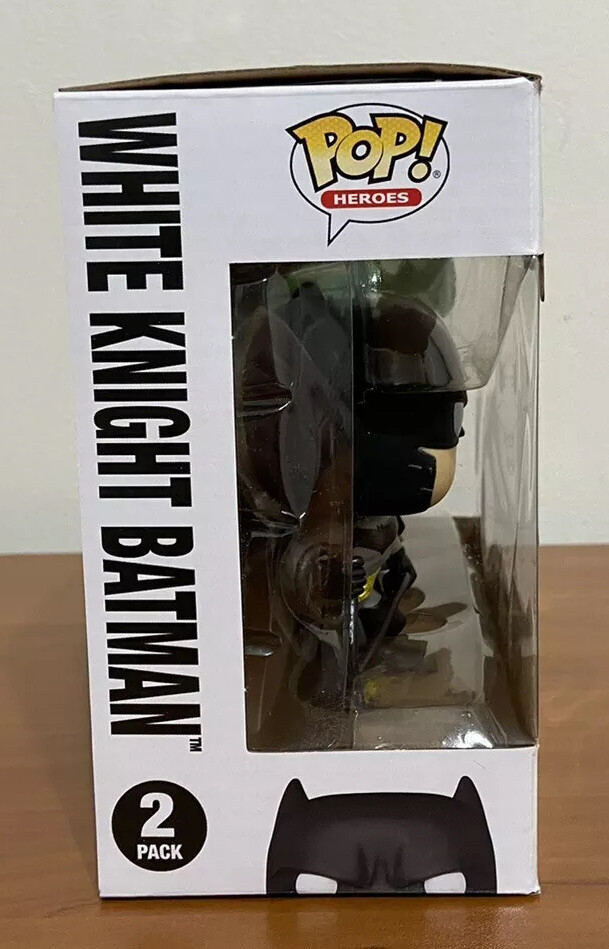 POP!®
HEROES
WHITE KNIGHT BATMAN™
2
PACK